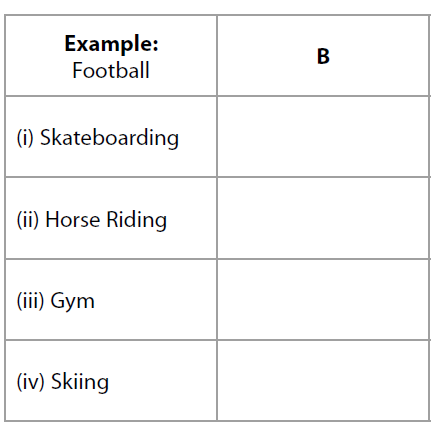 Example:
Football
B
(i) Skateboarding
(ii) Horse Riding
(iii) Gym
(iv) Skiing